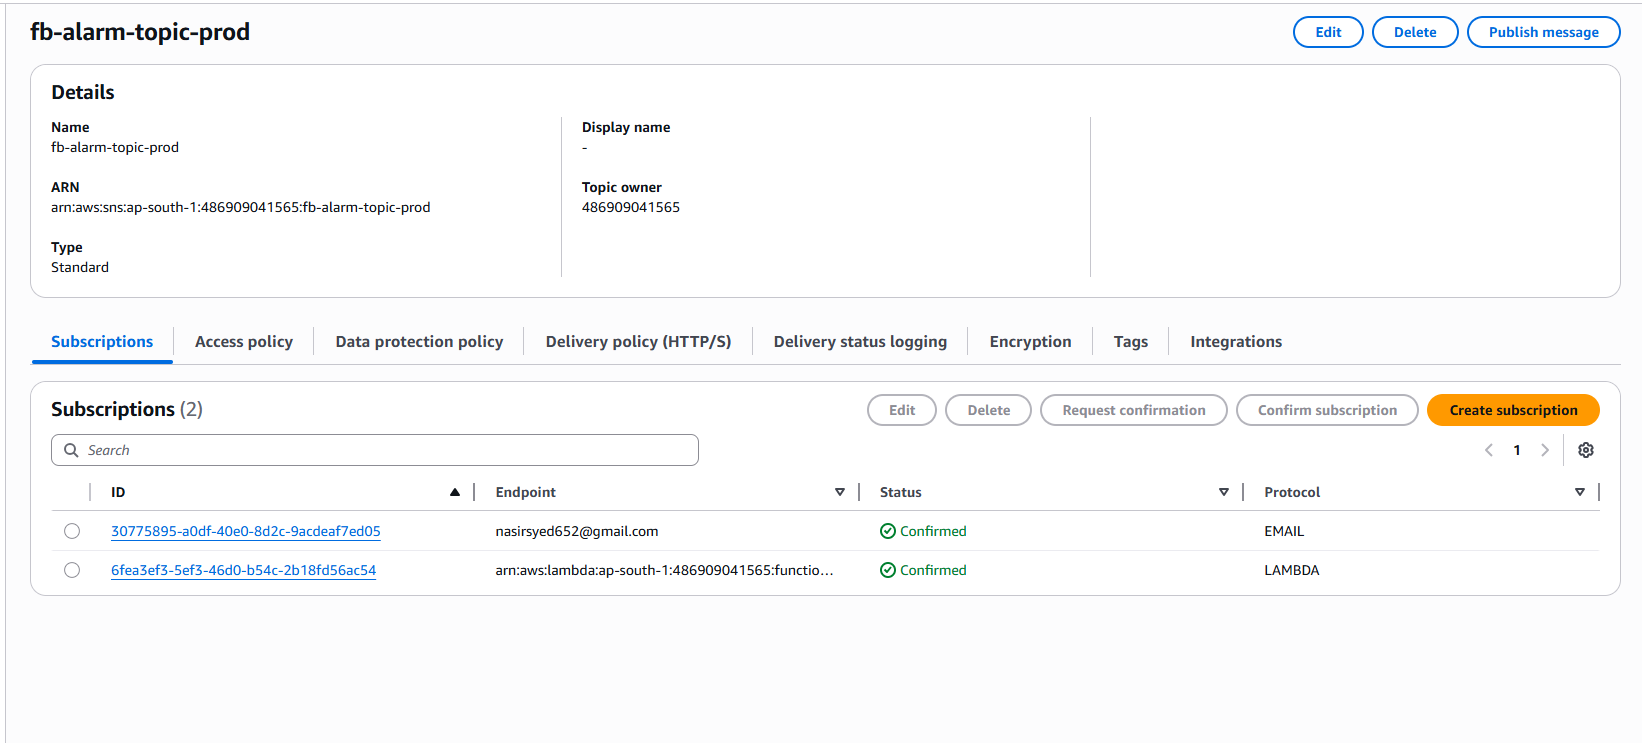 fb-alarm-topic-prod
Edit Delete Publish message
Details
Name
fb-alarm-topic-prod
ARN
arn:aws:sns:ap-south-1:486909041565:fb-alarm-topic-prod
Type
Standard
Display name
-
Topic owner
486909041565
Subscriptions Access policy Data protection policy Delivery policy (HTTP/S) Delivery status logging Encryption Tags Integrations
Subscriptions (2)
Edit Delete Request confirmation Confirm subscription Create subscription
Search
1
ID Endpoint Status Protocol
30775895-a0df-40e0-8d2c-9acdeaf7ed05 nasirsyed652@gmail.com Confirmed EMAIL
6fea3ef3-5ef3-46d0-b54c-2b18fd56ac54 arn:aws:lambda:ap-south-1:486909041565:functio... Confirmed LAMBDA